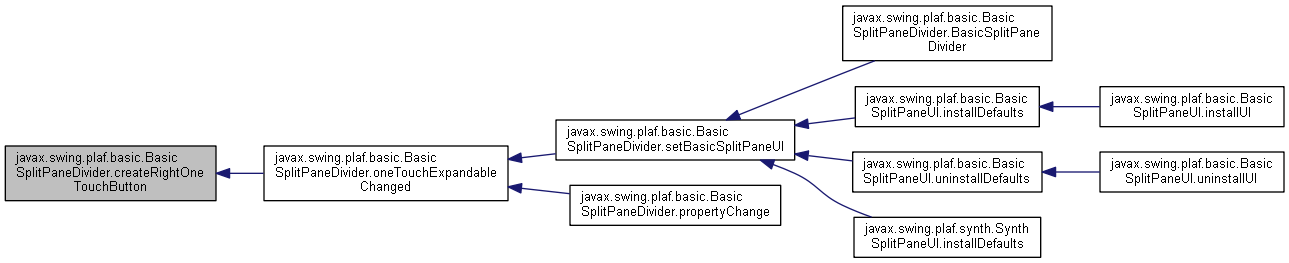 javax.swing.plaf.basic.Basic
SplitPaneDivider.createRightOne
TouchButton
javax.swing.plaf.basic.Basic
SplitPaneDivider.oneTouchExpandable
Changed
javax.swing.plaf.basic.Basic
SplitPaneDivider.setBasicSplitPaneUI
javax.swing.plaf.basic.Basic
SplitPaneDivider.propertyChange
javax.swing.plaf.basic.Basic
SplitPaneDivider.BasicSplitPane
Divider
javax.swing.plaf.basic.Basic
SplitPaneUI.installDefaults
javax.swing.plaf.basic.Basic
SplitPaneUI.uninstallDefaults
javax.swing.plaf.synth.Synth
SplitPaneUI.installDefaults
javax.swing.plaf.basic.Basic
SplitPaneUI.installUI
javax.swing.plaf.basic.Basic
SplitPaneUI.uninstallUI